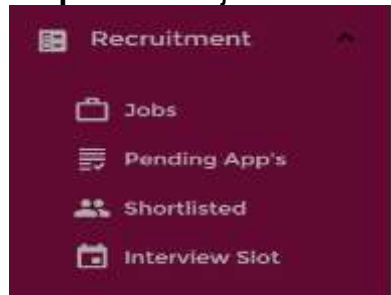 Recruitment
Jobs
Pending App's
Shortlisted
Interview Slot